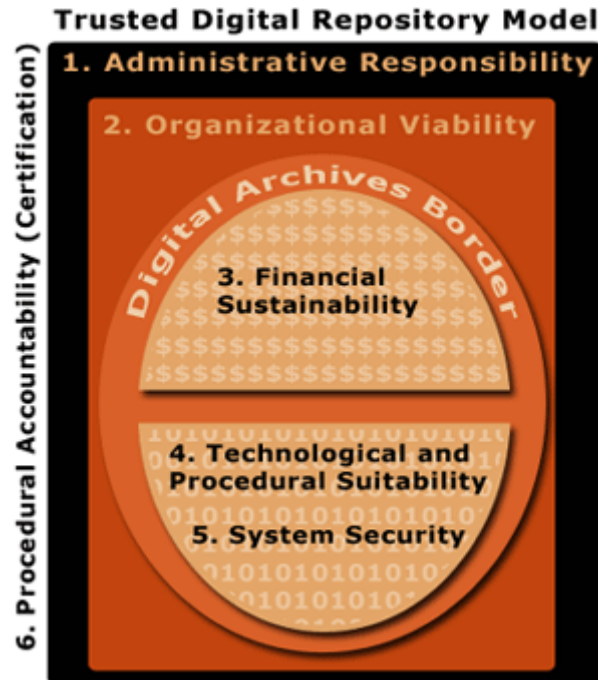 Trusted Digital Repository Model
1. Administrative Responsibility
2. Organizational Viability
Digital Archives Border
$$$$$$$
3. Financial
Sustainability
4. Technological and
Procedural Suitability
5. System Security
6. Procedural Accountability (Certification)